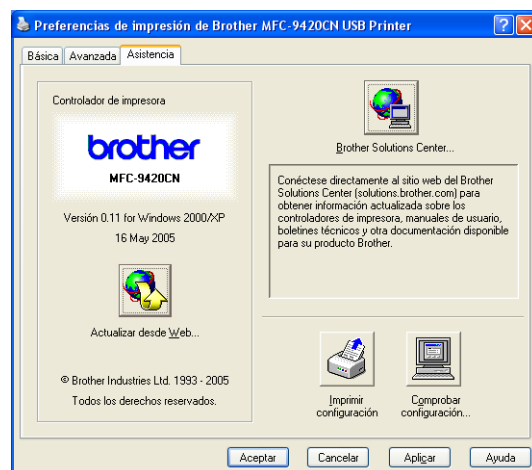 Preferencias de impresión de Brother MFC-9420CN USB Printer
Básica
Avanzada
Asistencia
Controlador de impresora
brother
MFC-9420CN
Versión 0.11 for Windows 2000/XP
16 May 2005
Actualizar desde Web...
© Brother Industries Ltd. 1993 - 2005
Todos los derechos reservados.
Brother Solutions Center...
Conéctese directamente al sitio web del Brother
Solutions Center (solutions.brother.com) para
obtener información actualizada sobre los
controladores de impresora, manuales de usuario,
boletines técnicos y otra documentación disponible
para su producto Brother.
Imprimir
configuración
Comprobar
configuración...
Aceptar
Cancelar
Aplicar
Ayuda